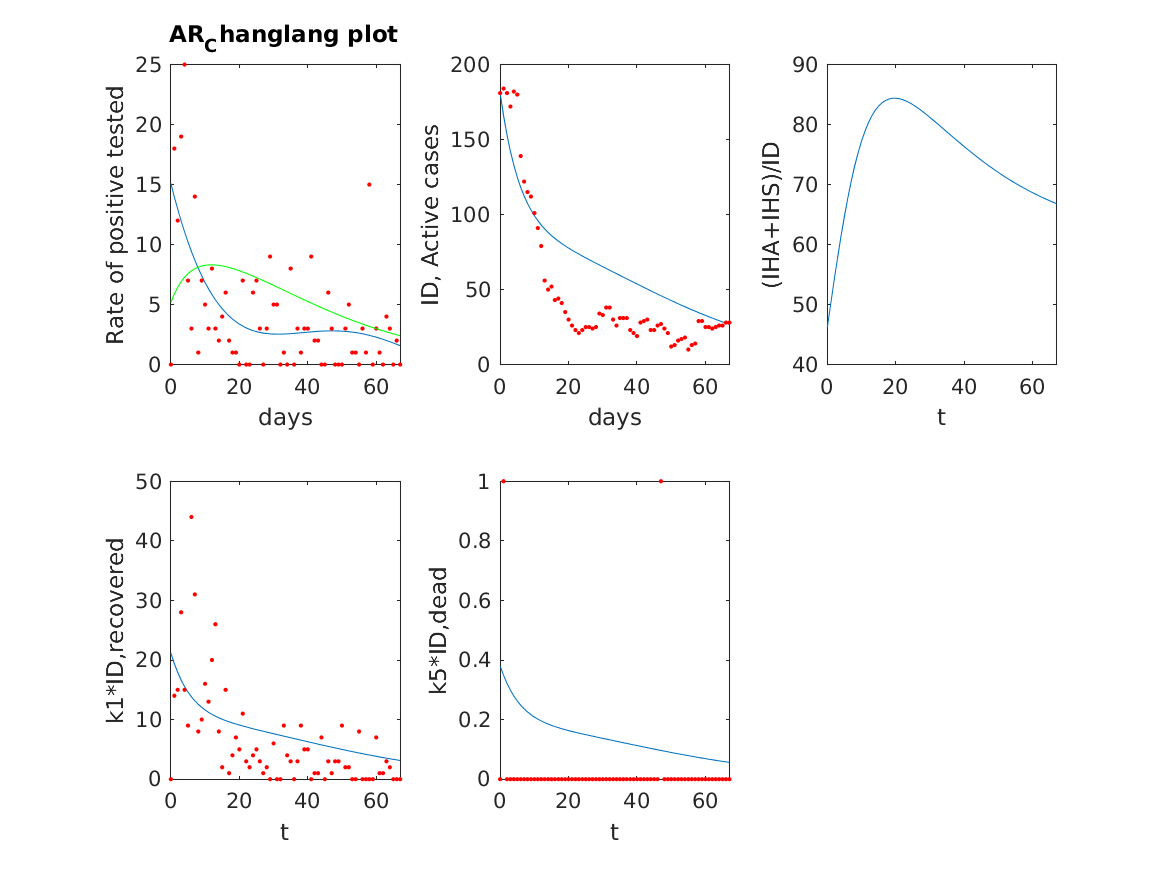 AR_Changlang plot
25
20
15
10
5
0
0 20 40 60
Rate of positive tested
days
200
150
100
50
0
0 20 40 60
ID, Active cases
days
90
80
70
60
50
40
0 20 40 60
(IHA+IHS)/ID
t
50
40
30
20
10
0
0 20 40 60
k1*ID,recovered
t
1
0.8
0.6
0.4
0.2
0
0 20 40 60
k5*ID,dead
t